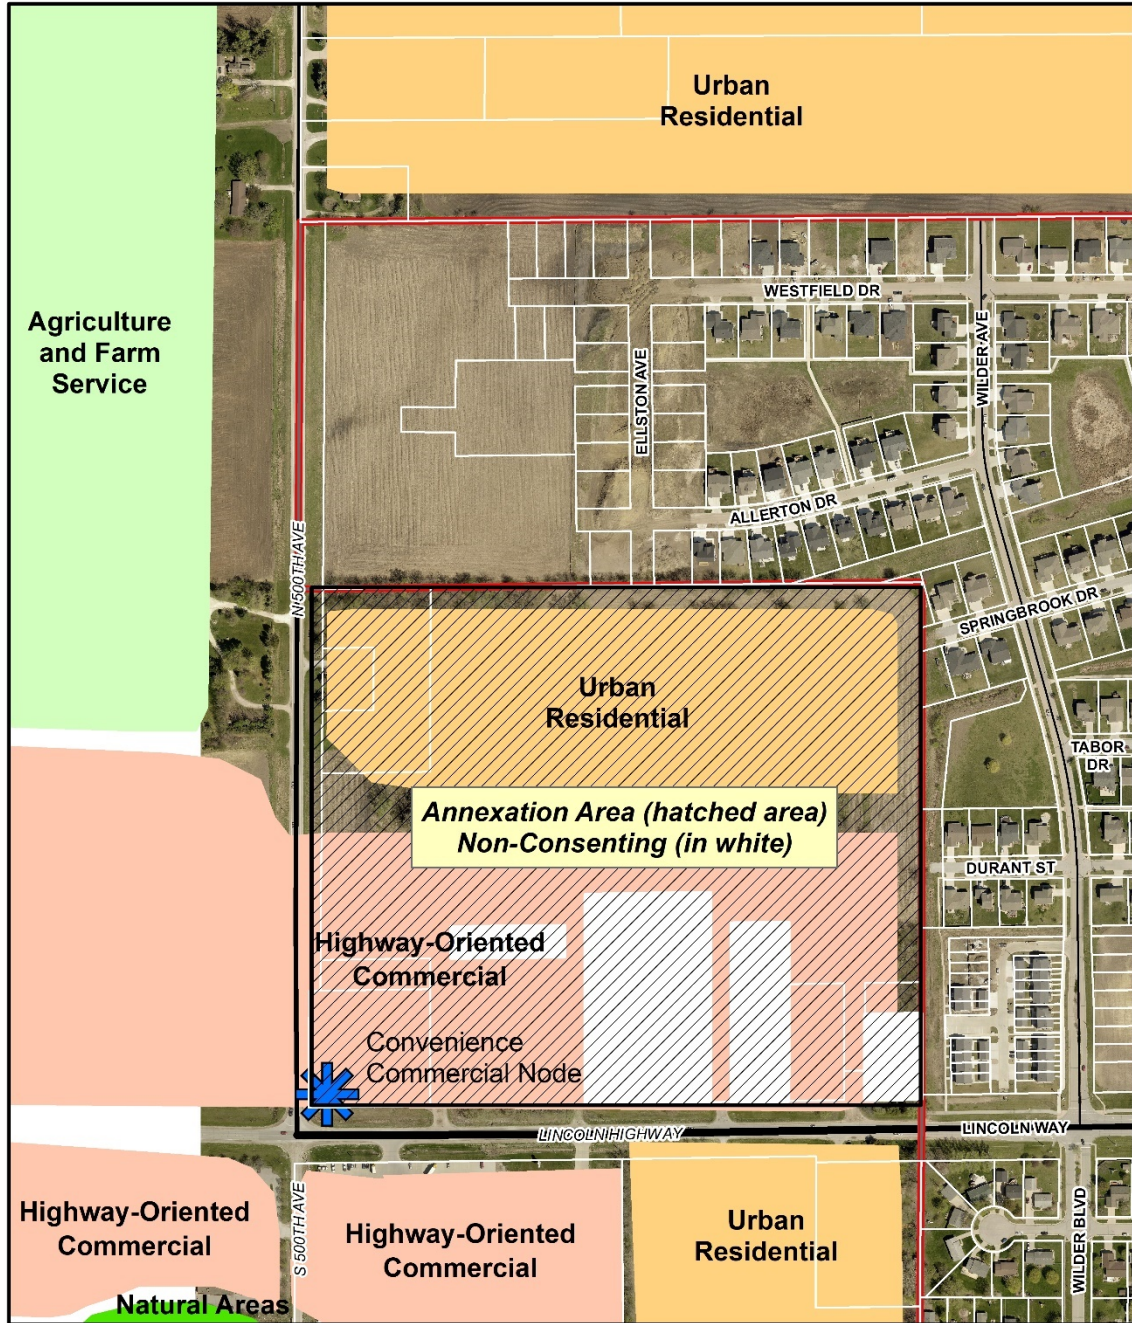 Urban
Residential
WESTFIELD DR
Agriculture
and Farm
Service
WILDER AVE
ELLSTON AVE
ALLERTON DR
N 500TH AVE
SPRINGBROOK DR
Urban
Residential
TABOR
DR
Annexation Area (hatched area)
Non-Consenting (in white)
DURANT ST
Highway-Oriented
Commercial
Convenience
Commercial Node
LINCOLN HIGHWAY
LINCOLN WAY
Highway-Oriented
Commercial
S 500TH AVE
Highway-Oriented
Commercial
Urban
Residential
WILDER BLVD
Natural Areas